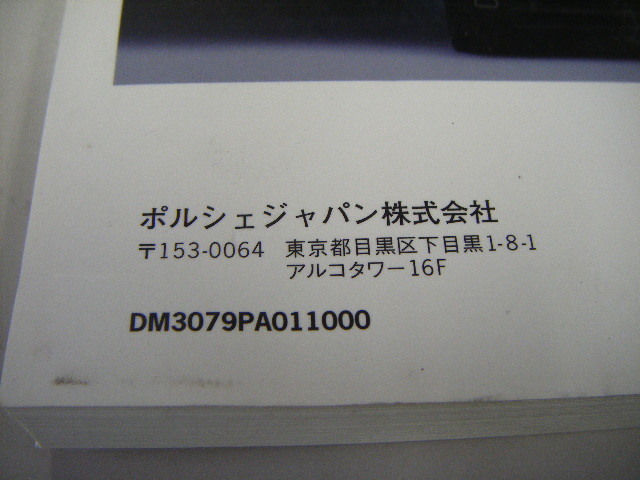 ポルシェジャパン株式会社
〒153-0064 東京都目黒区下目黒1-8-1
アルコタワー16F
DM3079PA011000